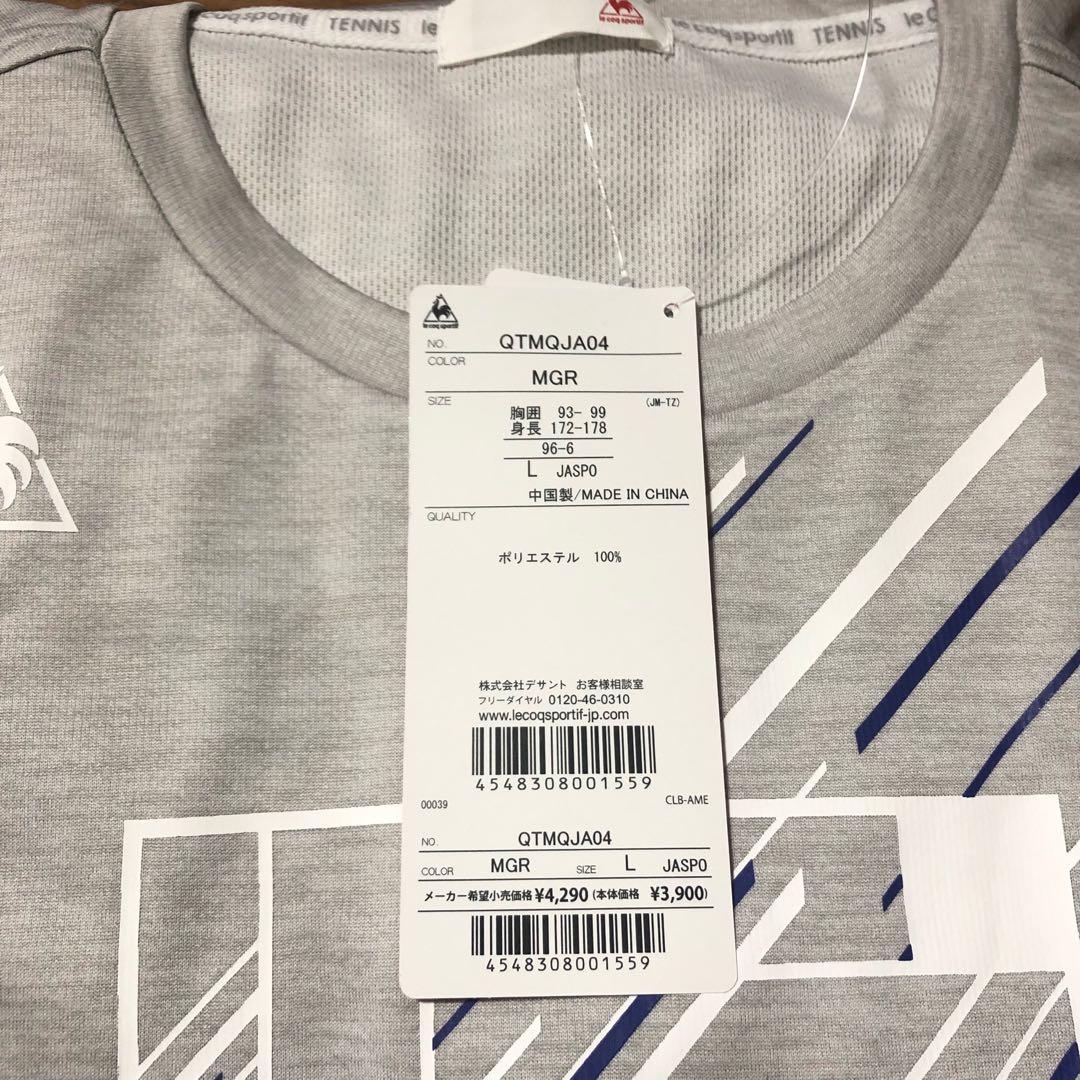 le coq sportif
TENNIS le coq sportif TENNIS le c
le coq sportif
NO. QTMQJA04
COLOR
MGR
SIZE (JM-TZ)
胸囲 93- 99
身長 172-178
96-6
L JASPO
中国製/MADE IN CHINA
QUALITY
ポリエステル 100%
株式会社デサント お客様相談室
フリーダイヤル 0120-46-0310
www.lecoqsportif-jp.com
4548308001559
00039 CLB-AME
NO. QTMQJA04
COLOR MGR SIZE L JASPO
メーカー希望小売価格 ¥4,290 (本体価格 ¥3,900)
4548308001559